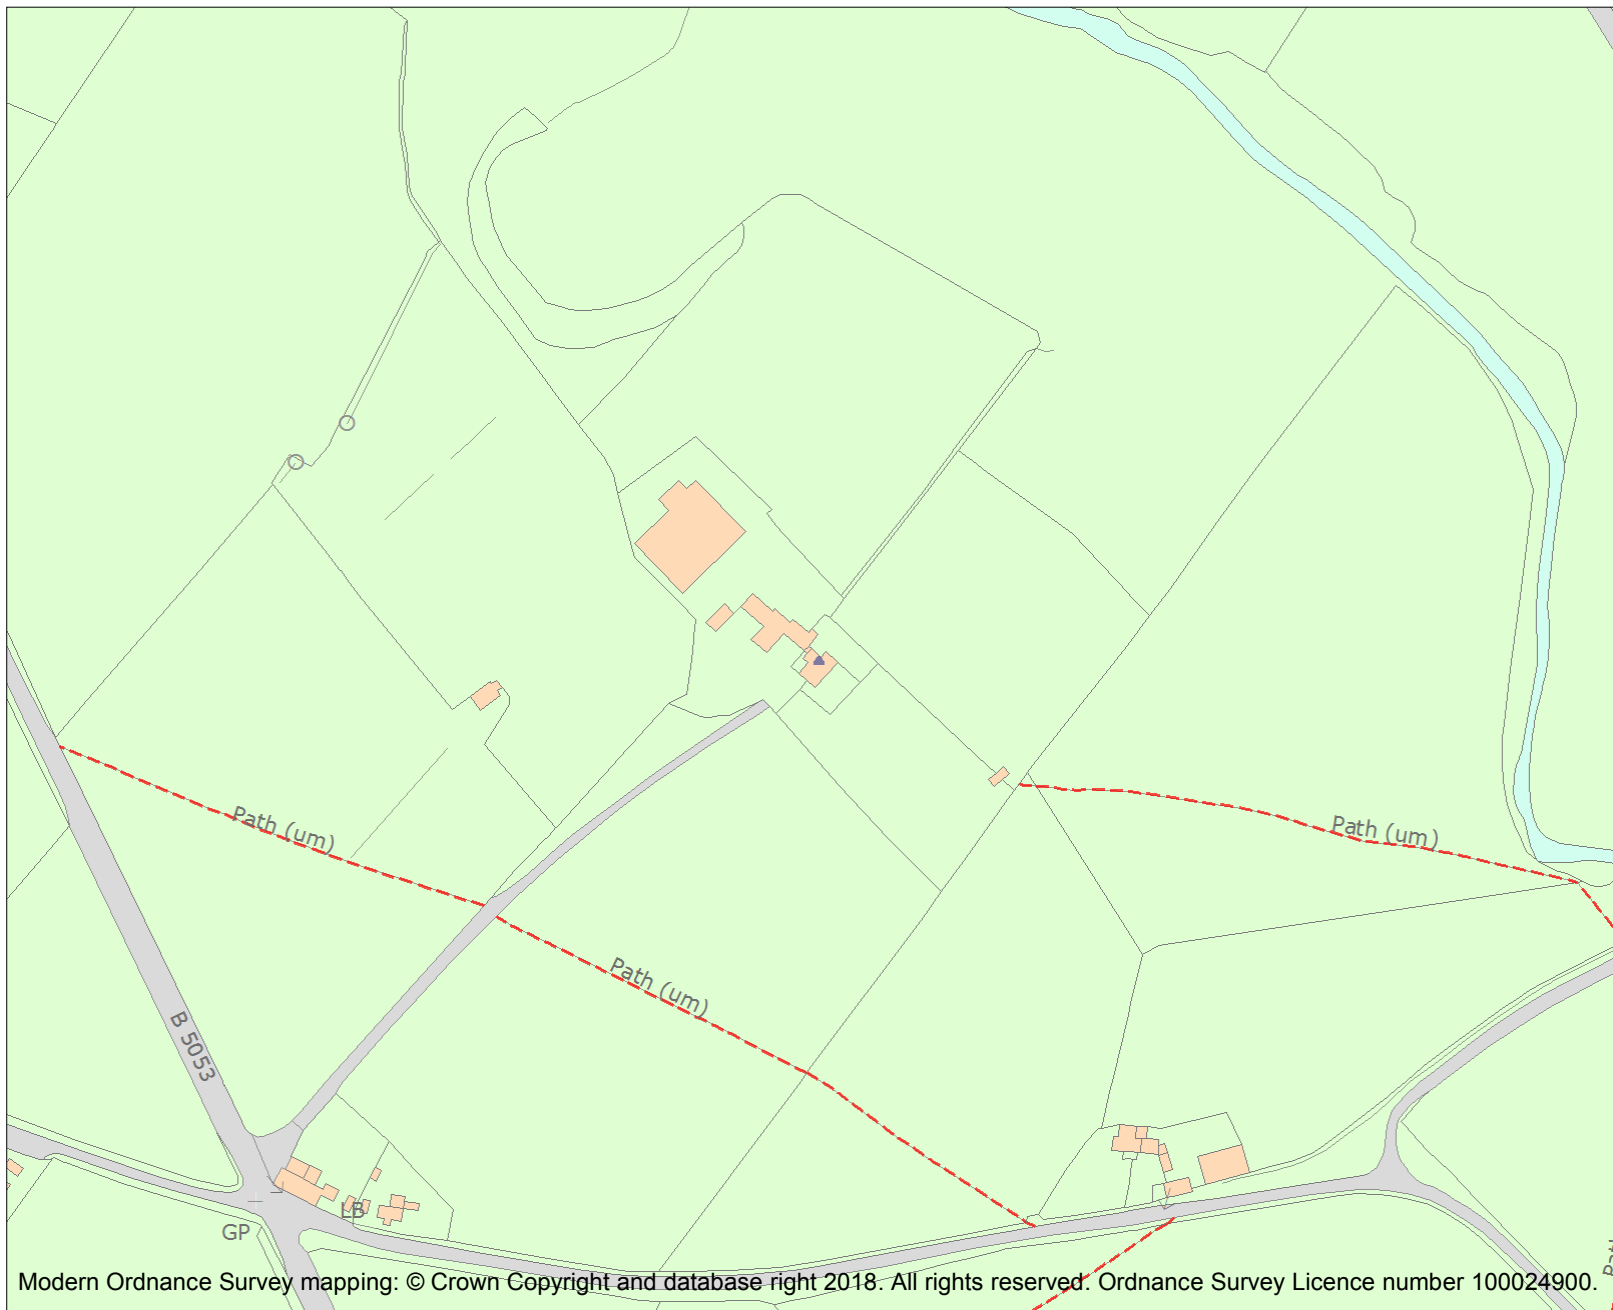 Path (um)
Path (um)
Path (um)
B 5053
LB
GP
Modern Ordnance Survey mapping: © Crown Copyright and database right 2018. All rights reserved. Ordnance Survey Licence number 100024900.